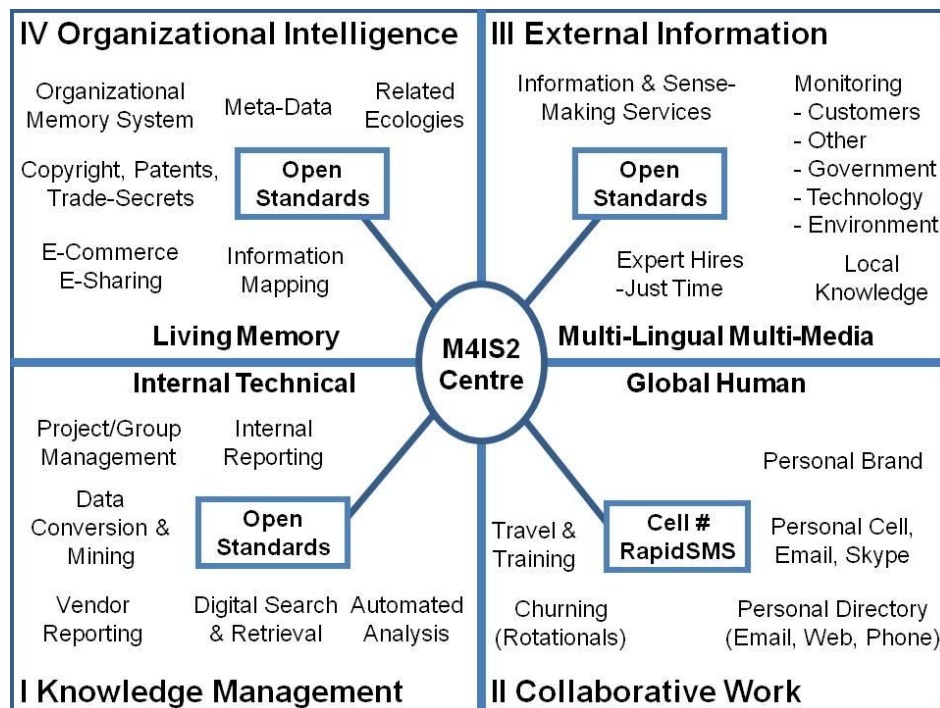 IV Organizational Intelligence
Organizational
Memory System
Meta-Data
Related
Ecologies
Copyright, Patents,
Trade-Secrets
Open
Standards
E-Commerce
E-Sharing
Information
Mapping
Living Memory
III External Information
Information & Sense-
Making Services
Monitoring
- Customers
- Other
- Government
- Technology
- Environment
Open
Standards
Expert Hires
-Just Time
Local
Knowledge
Multi-Lingual Multi-Media
M4IS2
Centre
Internal Technical
Project/Group
Management
Internal
Reporting
Data
Conversion &
Mining
Open
Standards
Vendor
Reporting
Digital Search
& Retrieval
Automated
Analysis
I Knowledge Management
Global Human
Personal Brand
Travel &
Training
Cell #
RapidSMS
Personal Cell,
Email, Skype
Churning
(Rotationals)
Personal Directory
(Email, Web, Phone)
II Collaborative Work